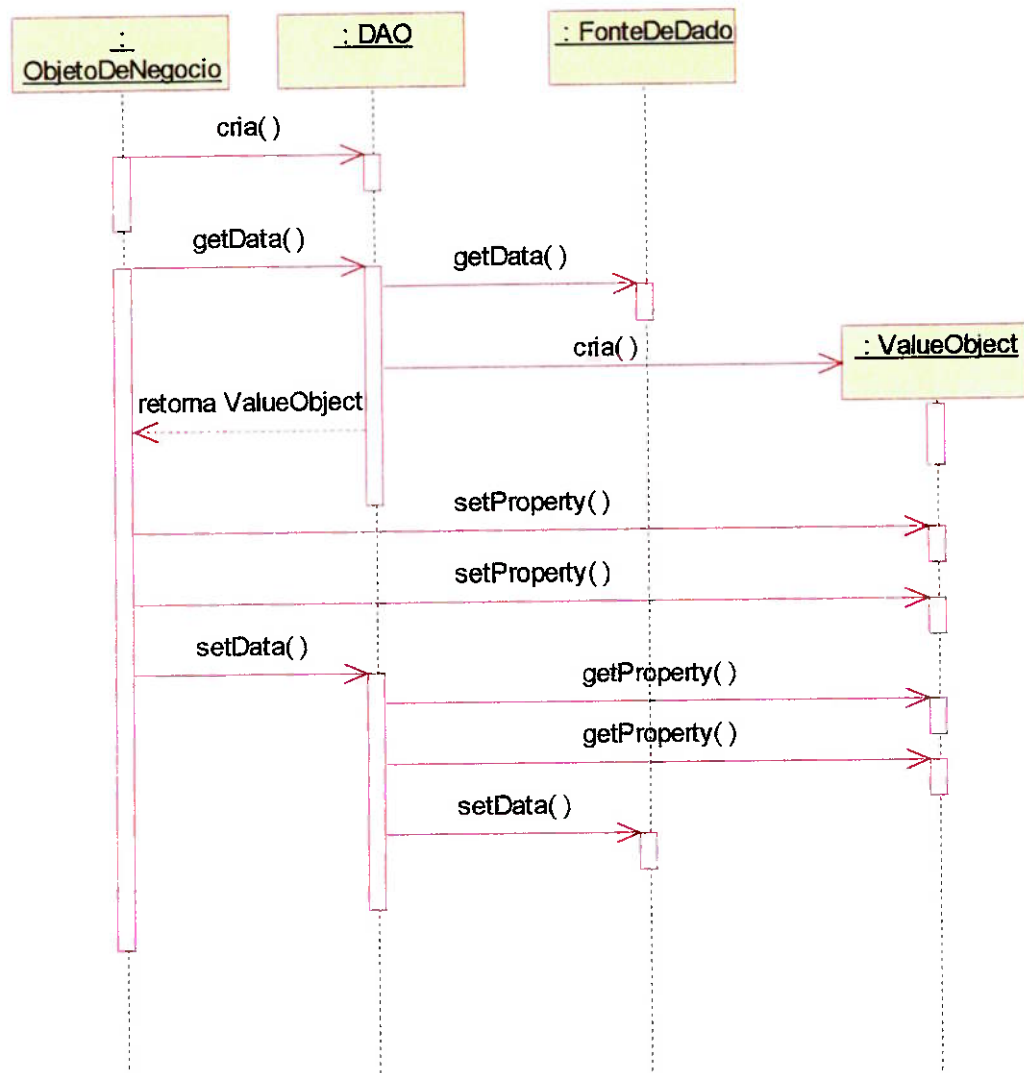 :
ObjetoDeNegocio
: DAO
: FonteDeDado
cria( )
getData( )
getData( )
cria( )
: ValueObject
retorna ValueObject
setProperty( )
setProperty( )
setData( )
getProperty( )
getProperty( )
setData( )